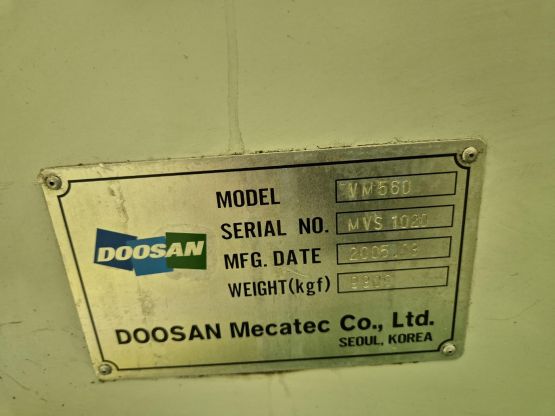 MODEL VM560
SERIAL NO. MVS 1020
MFG. DATE
WEIGHT(kgf)
DOOSAN
DOOSAN Mecatec Co., Ltd.
SEOUL, KOREA